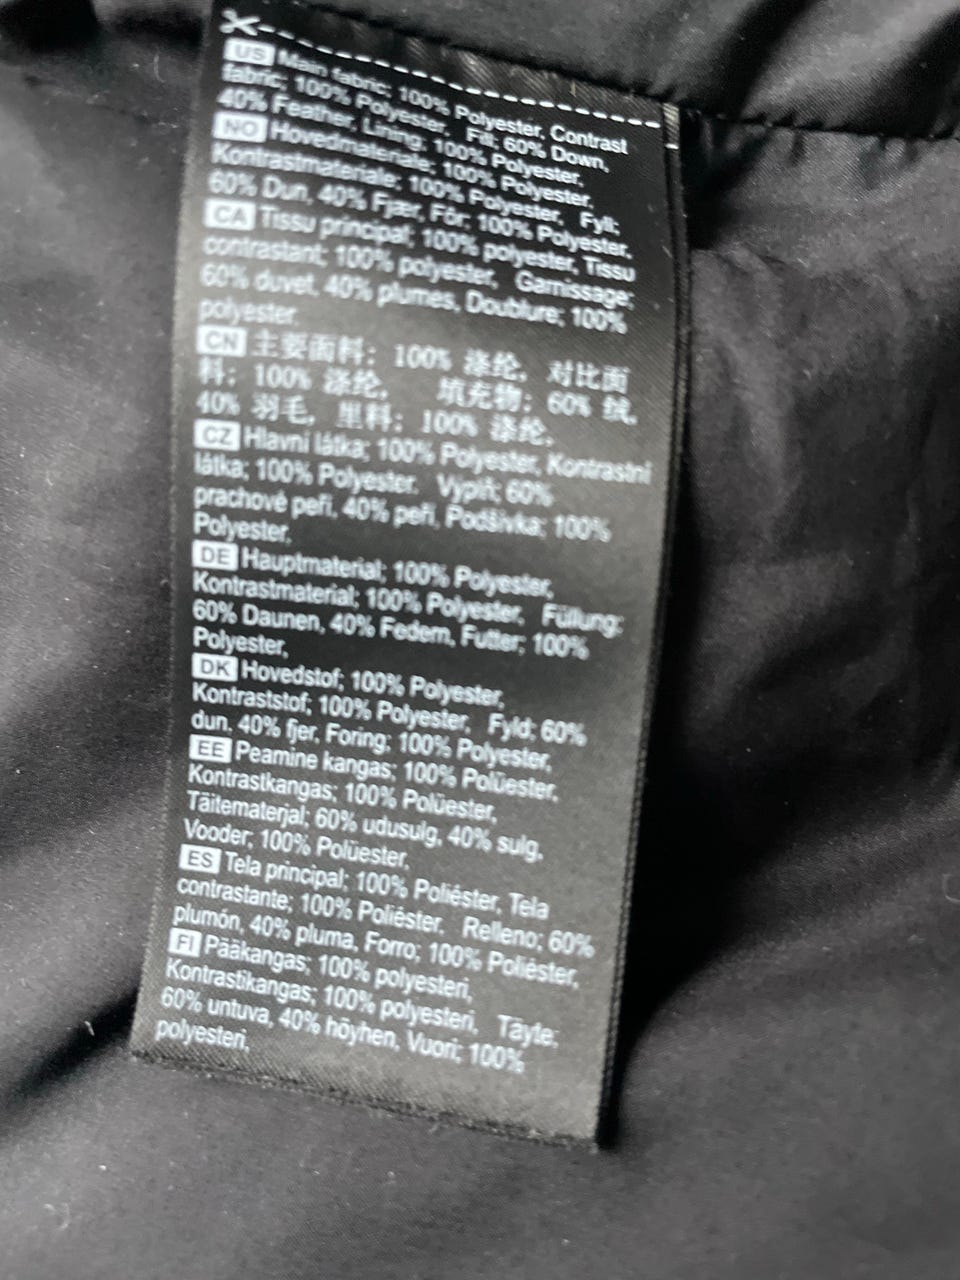 US Main fabric; 100% Polyester, Contrast
fabric; 100% Polyester, Fill; 60% Down,
40% Feather, Lining; 100% Polyester,
NO Hovedmateriale; 100% Polyester,
Kontrastmateriale; 100% Polyester, Fyll;
60% Dun, 40% Fjær, Fôr; 100% Polyester,
CA Tissu principal; 100% polyester, Tissu
contrastant; 100% polyester, Garnissage;
60% duvet, 40% plumes, Doublure; 100%
polyester,
CN 主要面料; 100% 涤纶, 对比面
料; 100% 涤纶, 填充物; 60% 绒,
40% 羽毛, 里料; 100% 涤纶,
CZ Hlavní látka; 100% Polyester, Kontrastní
látka; 100% Polyester, Výplň; 60%
prachové peří, 40% peří, Podšívka; 100%
Polyester,
DE Hauptmaterial; 100% Polyester,
Kontrastmaterial; 100% Polyester, Füllung;
60% Daunen, 40% Federn, Futter; 100%
Polyester,
DK Hovedstof; 100% Polyester,
Kontraststof; 100% Polyester, Fyld; 60%
dun, 40% fjer, Foring; 100% Polyester,
EE Peamine kangas; 100% Polüester,
Kontrastkangas; 100% Polüester,
Täitematerjal; 60% udusulg, 40% sulg,
Vooder; 100% Polüester,
ES Tela principal; 100% Poliéster, Tela
contrastante; 100% Poliéster, Relleno; 60%
plumón, 40% pluma, Forro; 100% Poliéster,
FI Pääkangas; 100% polyesteri,
Kontrastikangas; 100% polyesteri, Täyte;
60% untuva, 40% höyhen, Vuori; 100%
polyesteri,